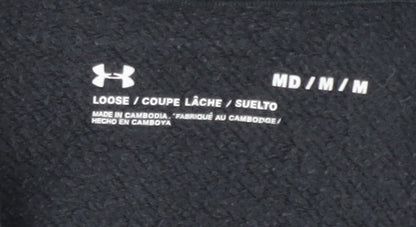 MD / M / M
LOOSE / COUPE LÂCHE / SUELTO
MADE IN CAMBODIA / FABRIQUÉ AU CAMBODGE /
HECHO EN CAMBOYA